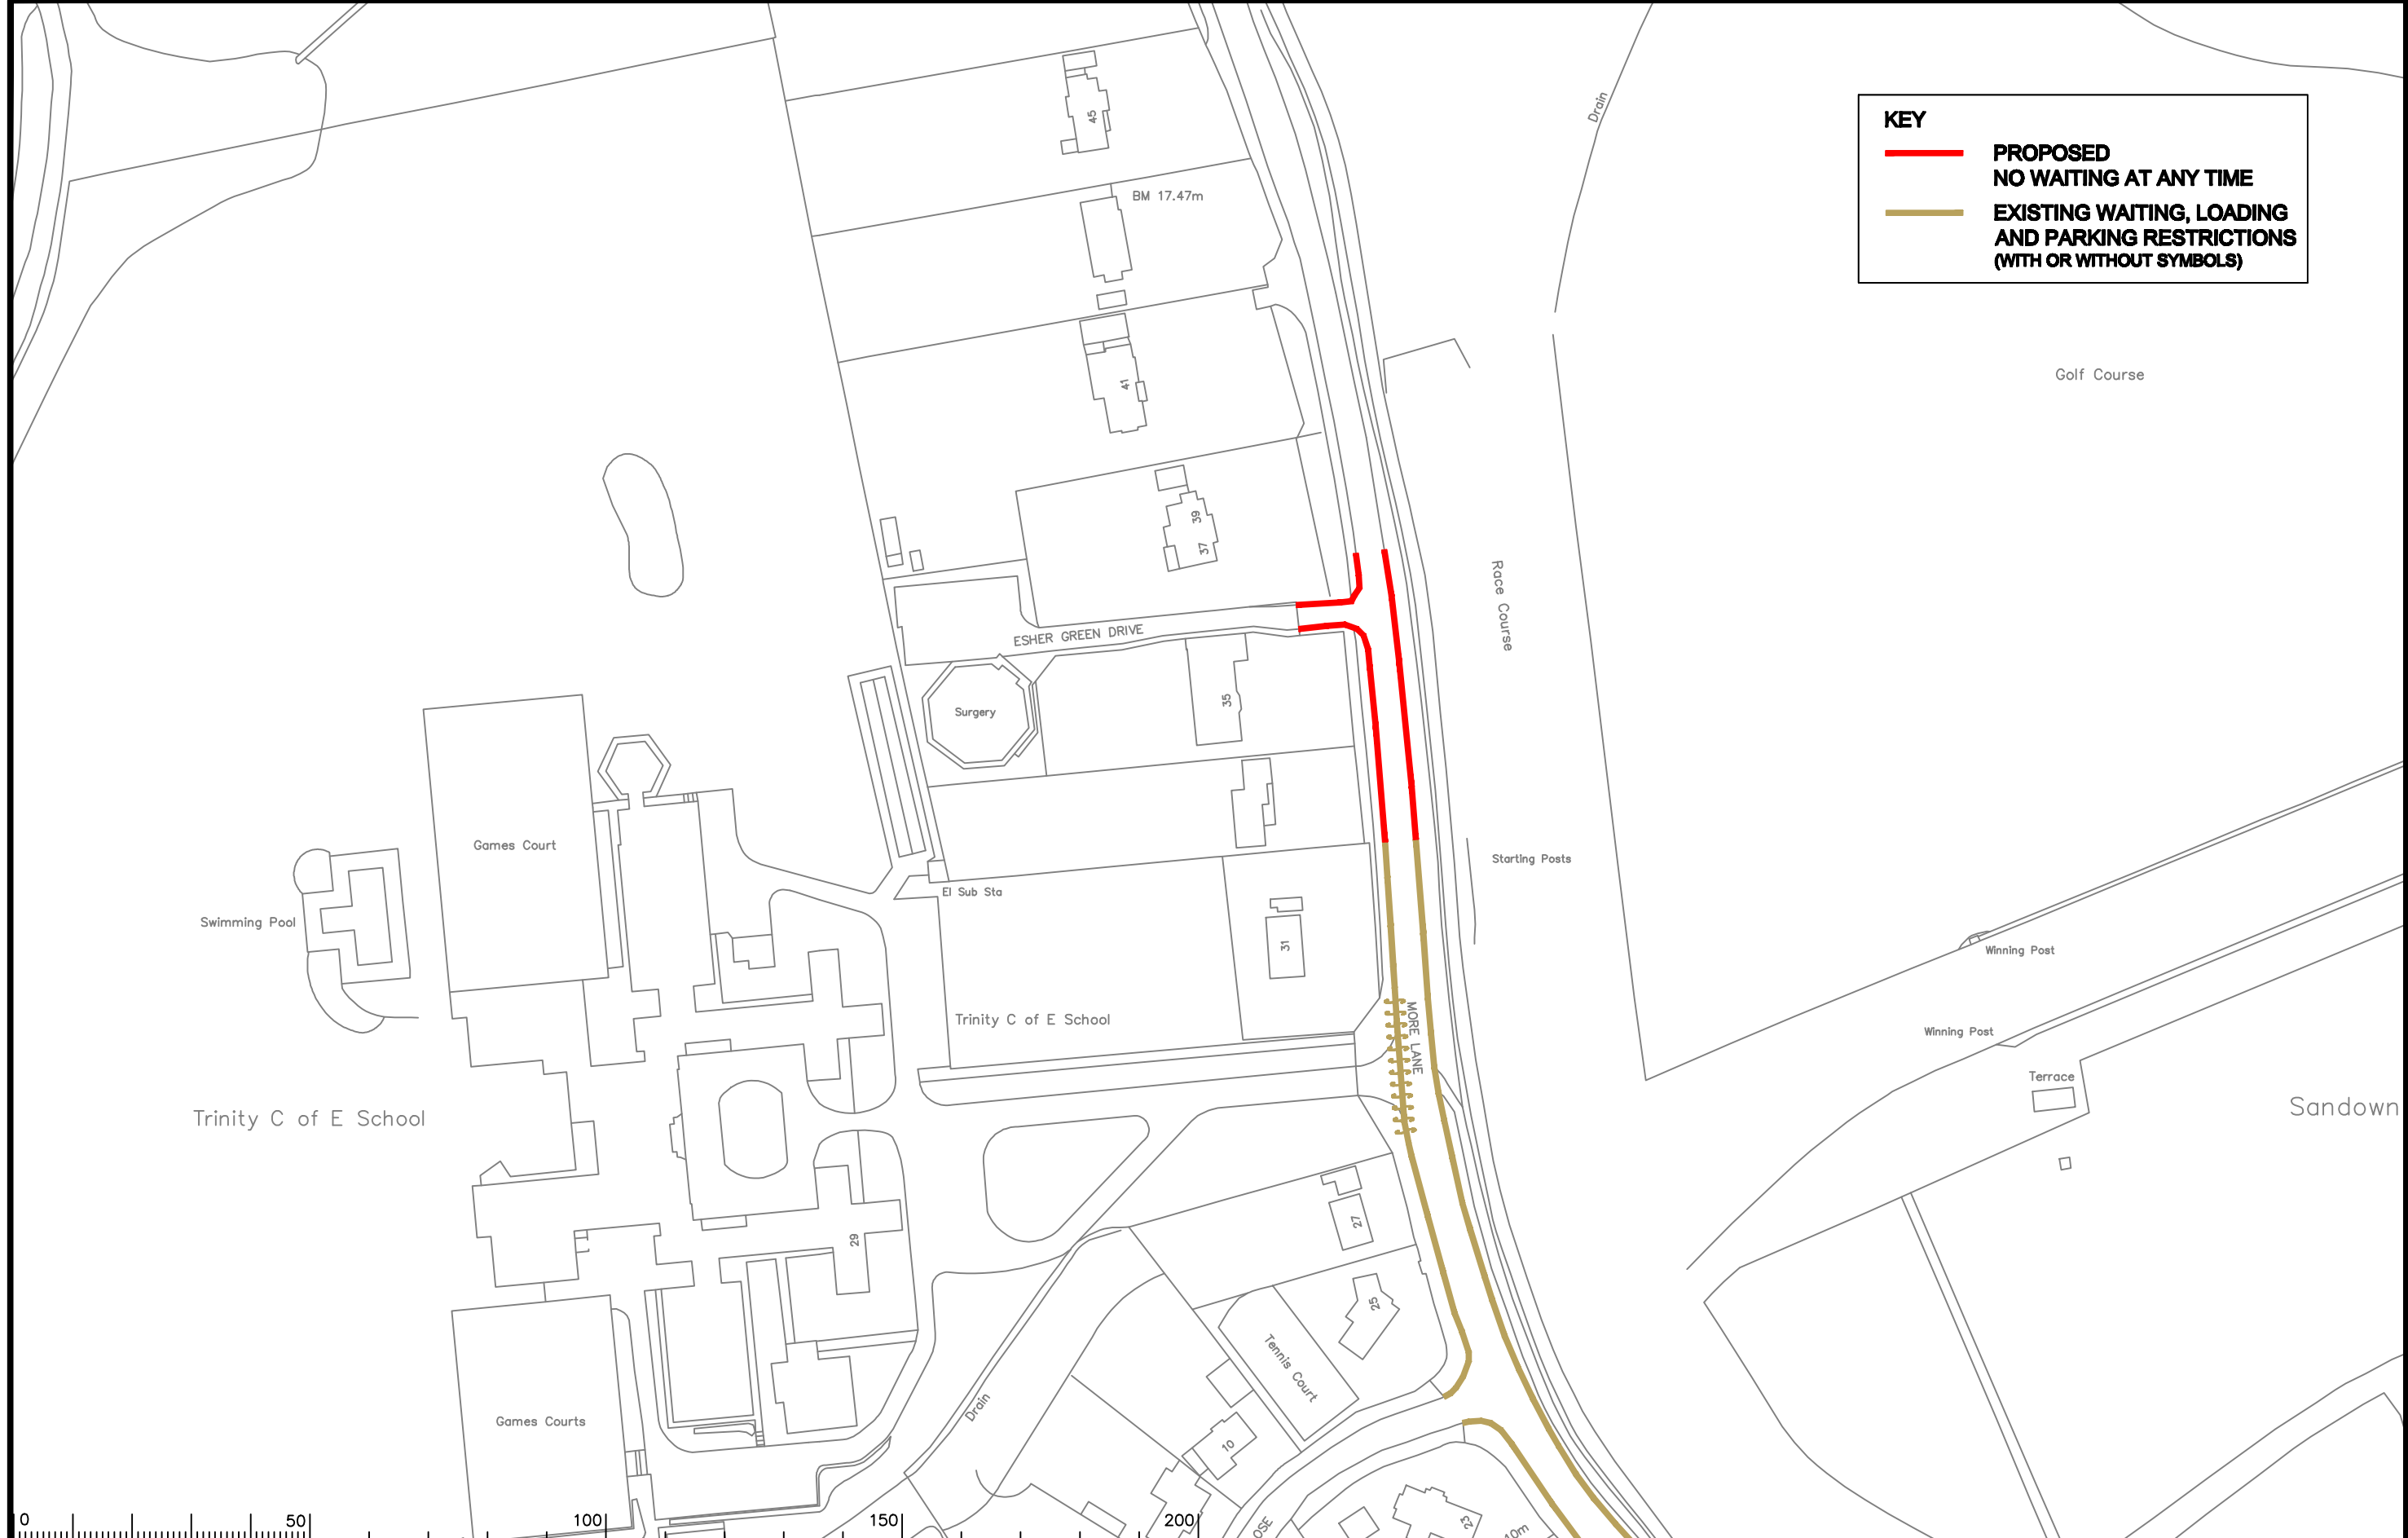 KEY
PROPOSED
NO WAITING AT ANY TIME
EXISTING WAITING, LOADING
AND PARKING RESTRICTIONS
(WITH OR WITHOUT SYMBOLS)
Drain
45
BM 17.47m
Golf Course
41
39
37
Race Course
ESHER GREEN DRIVE
35
Surgery
Games Court
Starting Posts
El Sub Sta
Swimming Pool
31
Winning Post
Trinity C of E School
MORE LANE
Winning Post
Terrace
Sandown
Trinity C of E School
27
29
25
Tennis Court
Drain
Games Courts
10
23
0
50
100
150
200